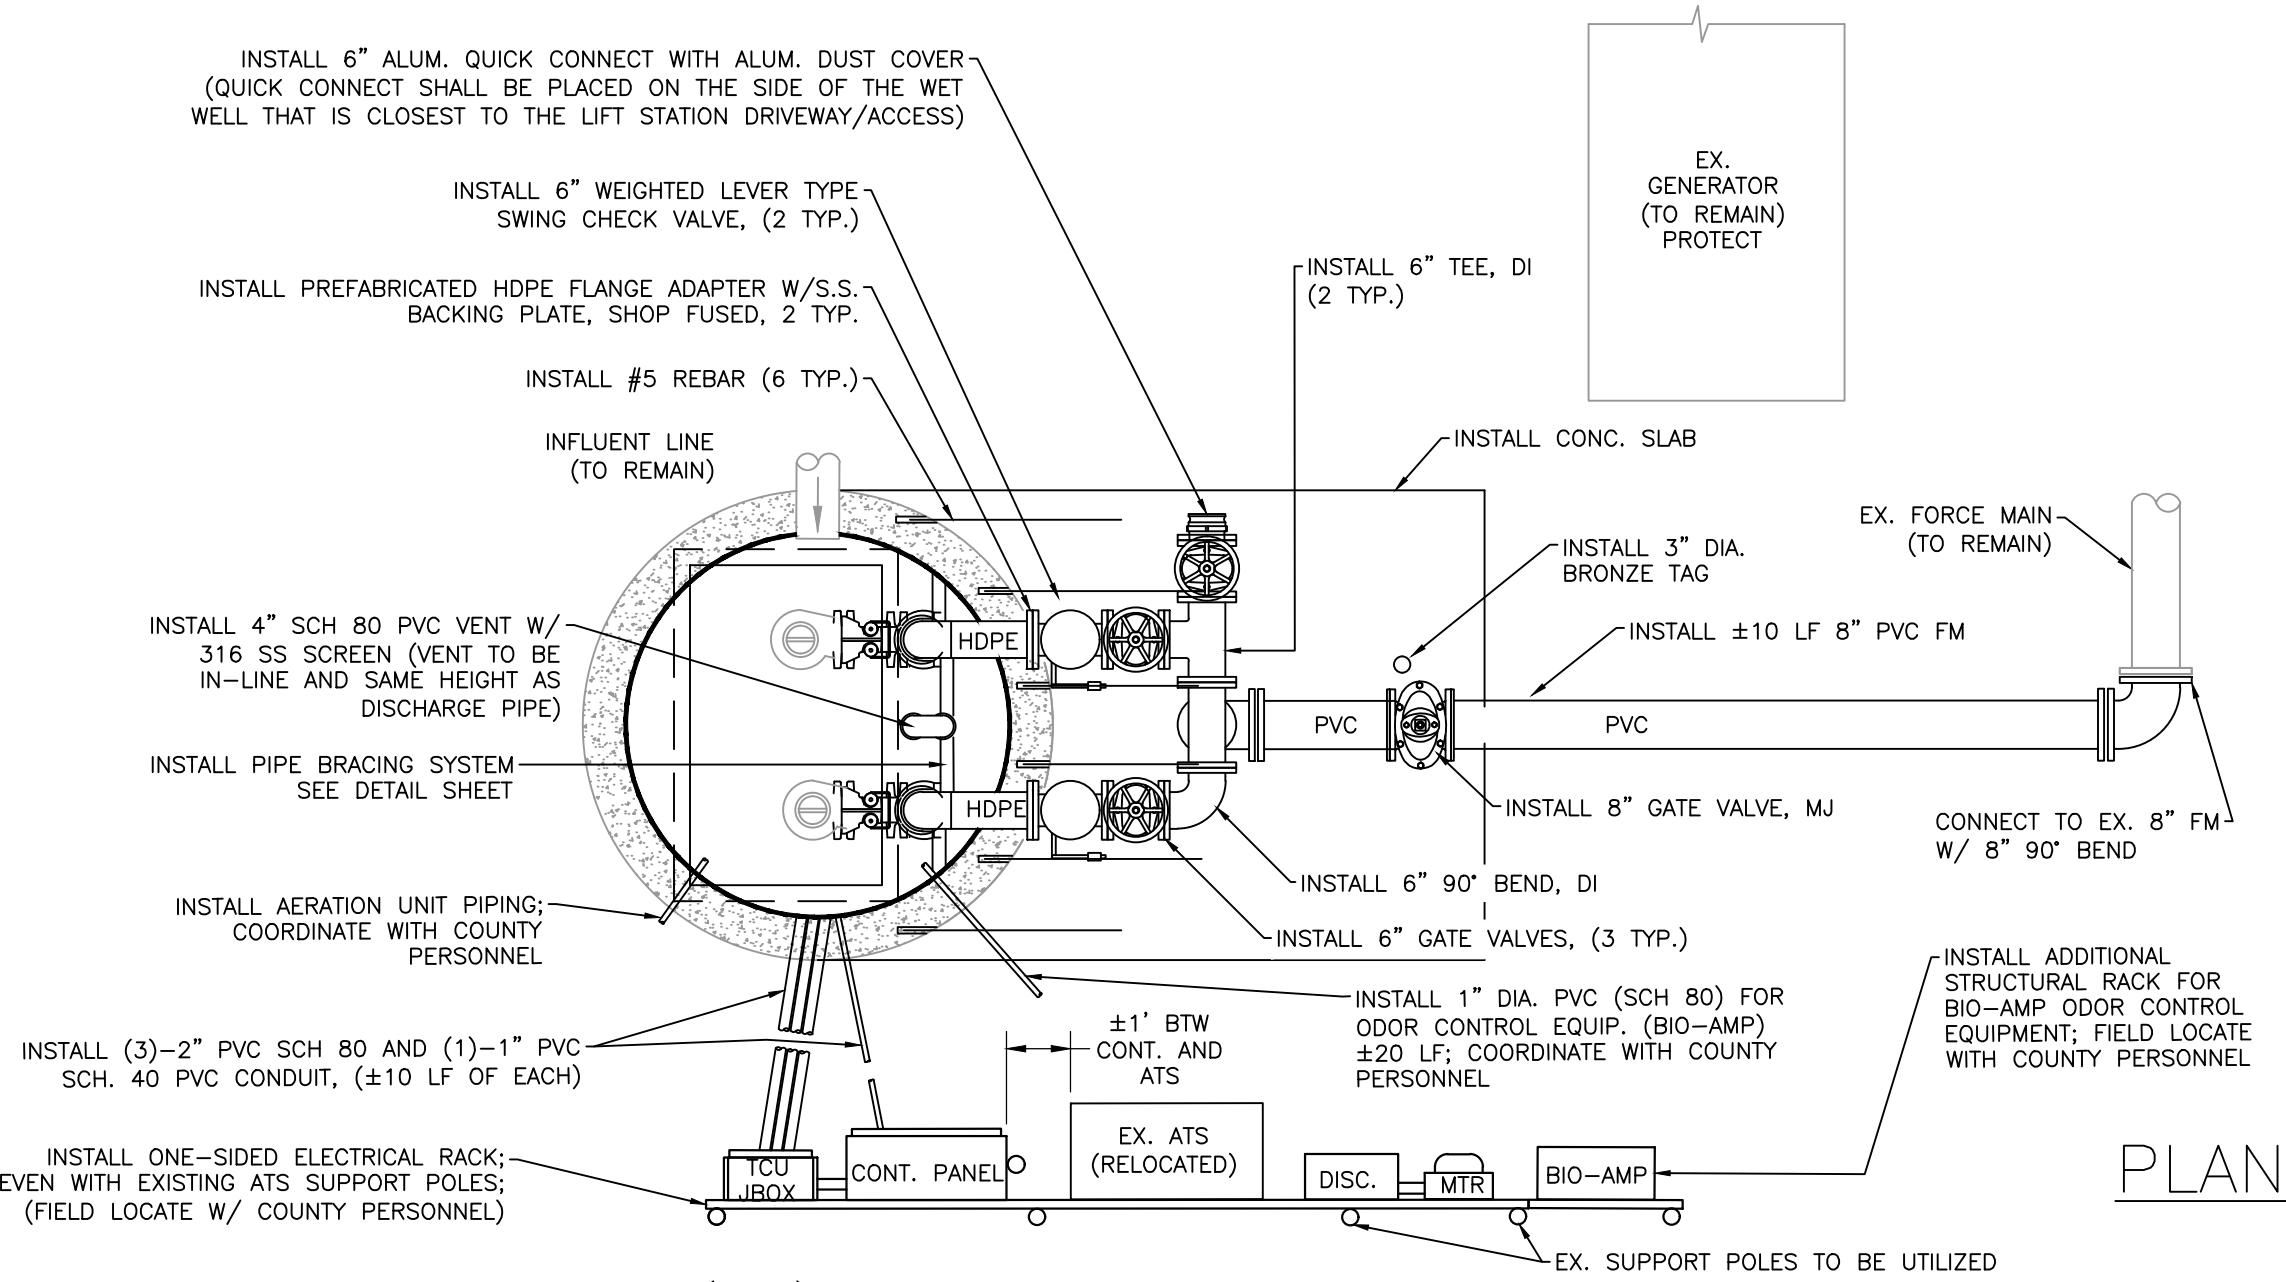 INSTALL 6” ALUM. QUICK CONNECT WITH ALUM. DUST COVER
(QUICK CONNECT SHALL BE PLACED ON THE SIDE OF THE WET
WELL THAT IS CLOSEST TO THE LIFT STATION DRIVEWAY/ACCESS)
INSTALL 6” WEIGHTED LEVER TYPE
SWING CHECK VALVE, (2 TYP.)
INSTALL PREFABRICATED HDPE FLANGE ADAPTER W/S.S.
BACKING PLATE, SHOP FUSED, 2 TYP.
INSTALL #5 REBAR (6 TYP.)
INFLUENT LINE
(TO REMAIN)
EX.
GENERATOR
(TO REMAIN)
PROTECT
INSTALL 6” TEE, DI
(2 TYP.)
INSTALL CONC. SLAB
EX. FORCE MAIN
(TO REMAIN)
INSTALL 3” DIA.
BRONZE TAG
INSTALL ±10 LF 8” PVC FM
INSTALL 4” SCH 80 PVC VENT W/
316 SS SCREEN (VENT TO BE
IN-LINE AND SAME HEIGHT AS
DISCHARGE PIPE)
HDPE
PVC
PVC
INSTALL PIPE BRACING SYSTEM
SEE DETAIL SHEET
HDPE
INSTALL 8” GATE VALVE, MJ
CONNECT TO EX. 8” FM
W/ 8” 90° BEND
INSTALL 6” 90° BEND, DI
INSTALL AERATION UNIT PIPING;
COORDINATE WITH COUNTY
PERSONNEL
INSTALL 6” GATE VALVES, (3 TYP.)
INSTALL 1” DIA. PVC (SCH 80) FOR
ODOR CONTROL EQUIP. (BIO-AMP)
±20 LF; COORDINATE WITH COUNTY
PERSONNEL
INSTALL ADDITIONAL
STRUCTURAL RACK FOR
BIO-AMP ODOR CONTROL
EQUIPMENT; FIELD LOCATE
WITH COUNTY PERSONNEL
INSTALL (3)-2” PVC SCH 80 AND (1)-1” PVC
SCH. 40 PVC CONDUIT, (±10 LF OF EACH)
±1’ BTW
CONT. AND
ATS
INSTALL ONE-SIDED ELECTRICAL RACK;
EVEN WITH EXISTING ATS SUPPORT POLES;
(FIELD LOCATE W/ COUNTY PERSONNEL)
TCU
JBOX
CONT. PANEL
EX. ATS
(RELOCATED)
DISC.
MTR
BIO-AMP
PLAN
EX. SUPPORT POLES TO BE UTILIZED